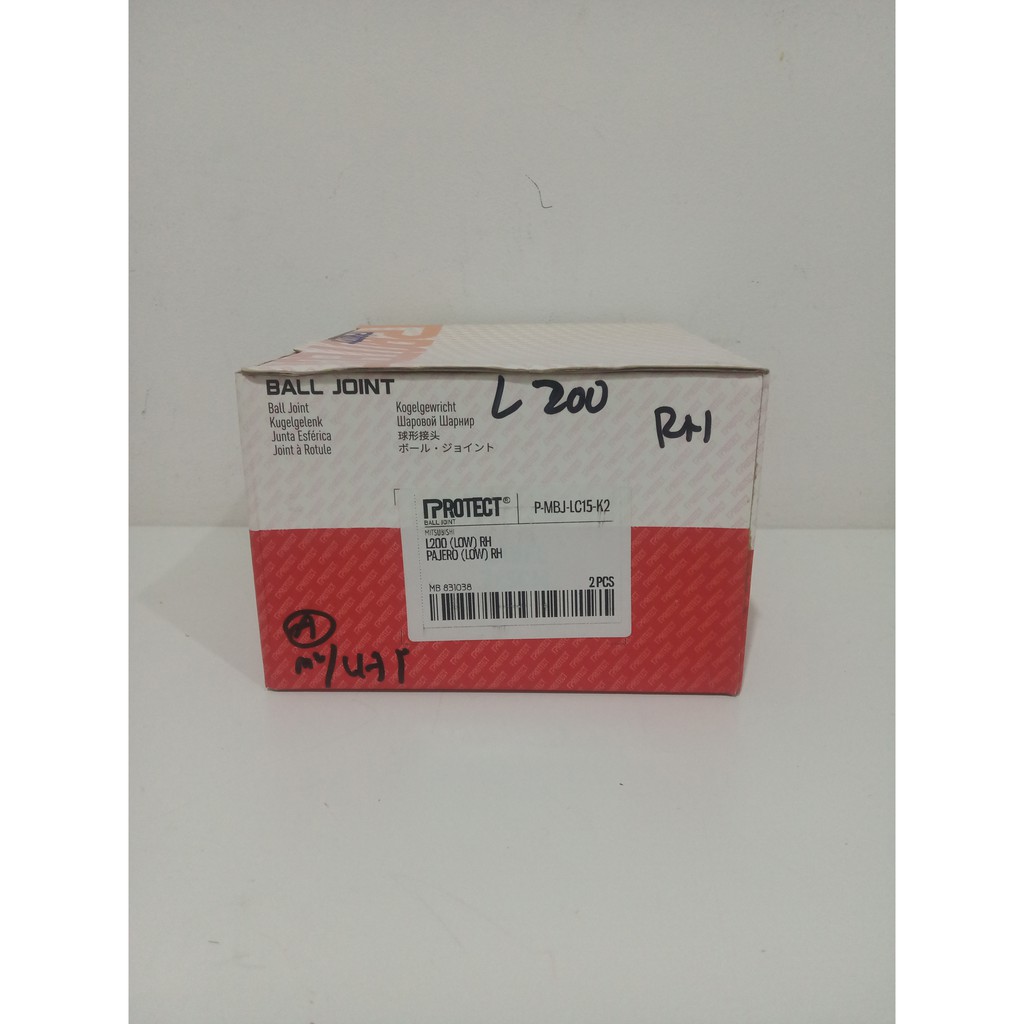 BALL JOINT
Ball Joint
Kugelgelenk
Junta Esférica
Joint à Rotule
Kogelgewricht
Шаровой Шарнир
球形接头
ボール・ジョイント
L 200
RH
PROTECT®
BALL JOINT
P-MBJ-LC15-K2
MITSUBISHI
L200 (LOW) RH
PAJERO (LOW) RH
MB 831038
2 PCS
A